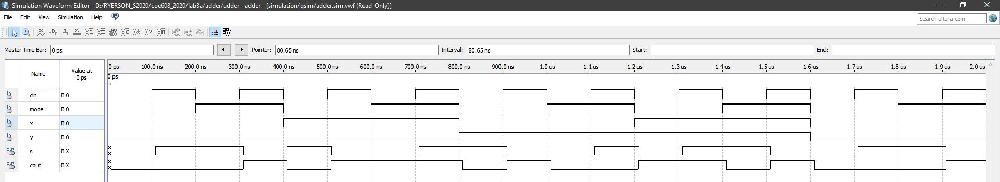 Simulation Waveform Editor - D:/RYERSON_S2020/coe608_2020/lab3a/adder/adder - adder - [simulation/qsim/adder.sim.vwf (Read-Only)]
File Edit View Simulation Help
Search altera.com
Master Time Bar: 0 ps Pointer: 80.65 ns Interval: 80.65 ns Start: End:
Name Value at 0 ps
0 ps 100.0 ns 200.0 ns 300.0 ns 400.0 ns 500.0 ns 600.0 ns 700.0 ns 800.0 ns 900.0 ns 1.0 us 1.1 us 1.2 us 1.3 us 1.4 us 1.5 us 1.6 us 1.7 us 1.8 us 1.9 us 2.0 us
0 ps
in cin B 0
in mode B 0
in x B 0
in y B 0
out s B X
out cout B X